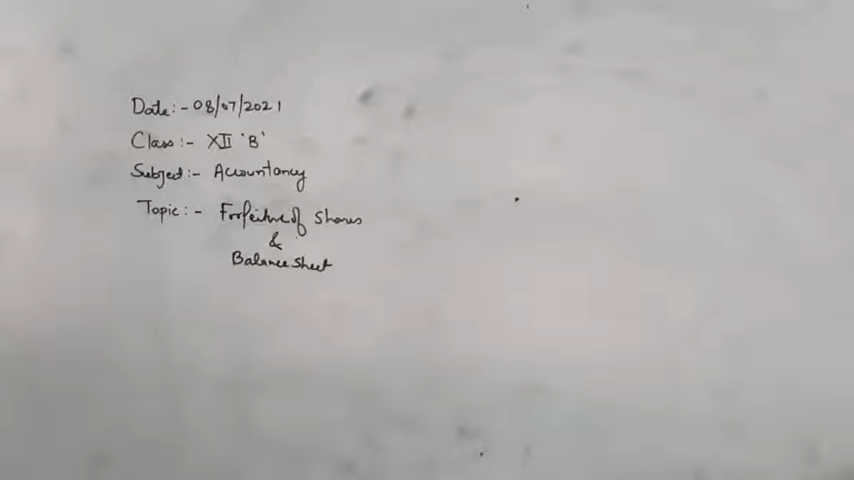 Date:- 08/07/2021
Class:- XII 'B'
Subject:- Accountancy
Topic:- Forfeiture of Shares
&
Balance Sheet